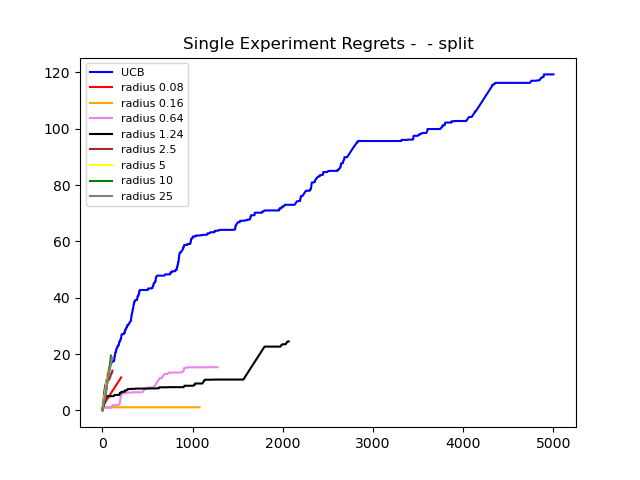 Single Experiment Regrets -  - split
UCB
radius 0.08
radius 0.16
radius 0.64
radius 1.24
radius 2.5
radius 5
radius 10
radius 25
120
100
80
60
40
20
0
0 1000 2000 3000 4000 5000